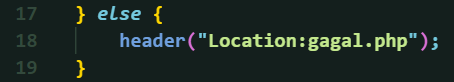 17 } else {
18 header("Location:gagal.php");
19 }